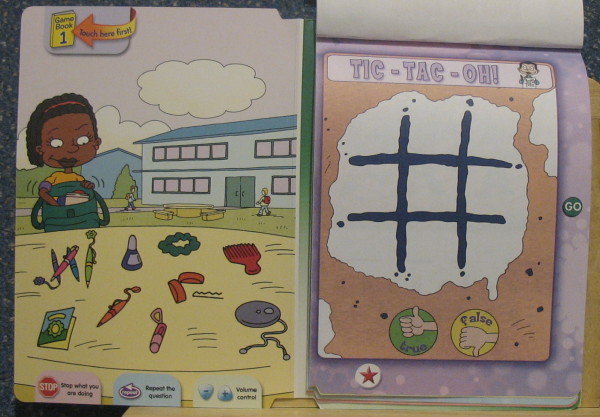 Game
Book
1
Touch here first!
TIC - TAC - OH!
GO
true
false
STOP
Stop what you
are doing
repeat
Repeat the
question
Volume
control